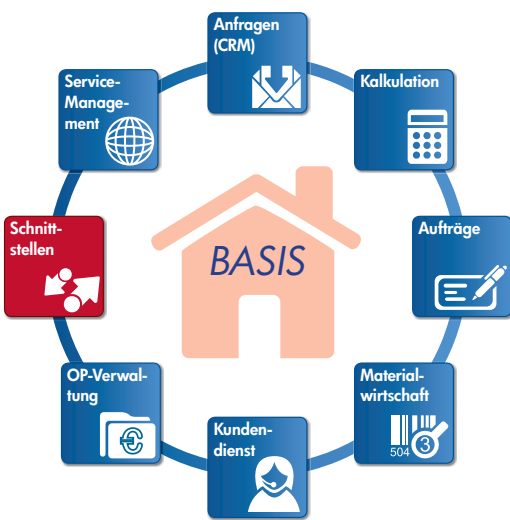 Anfragen
(CRM)
Kalkulation
Aufträge
Material-
wirtschaft
504
3
Kunden-
dienst
OP-Verwal-
tung
€
Schnitt-
stellen
Service-
Manage-
ment
BASIS